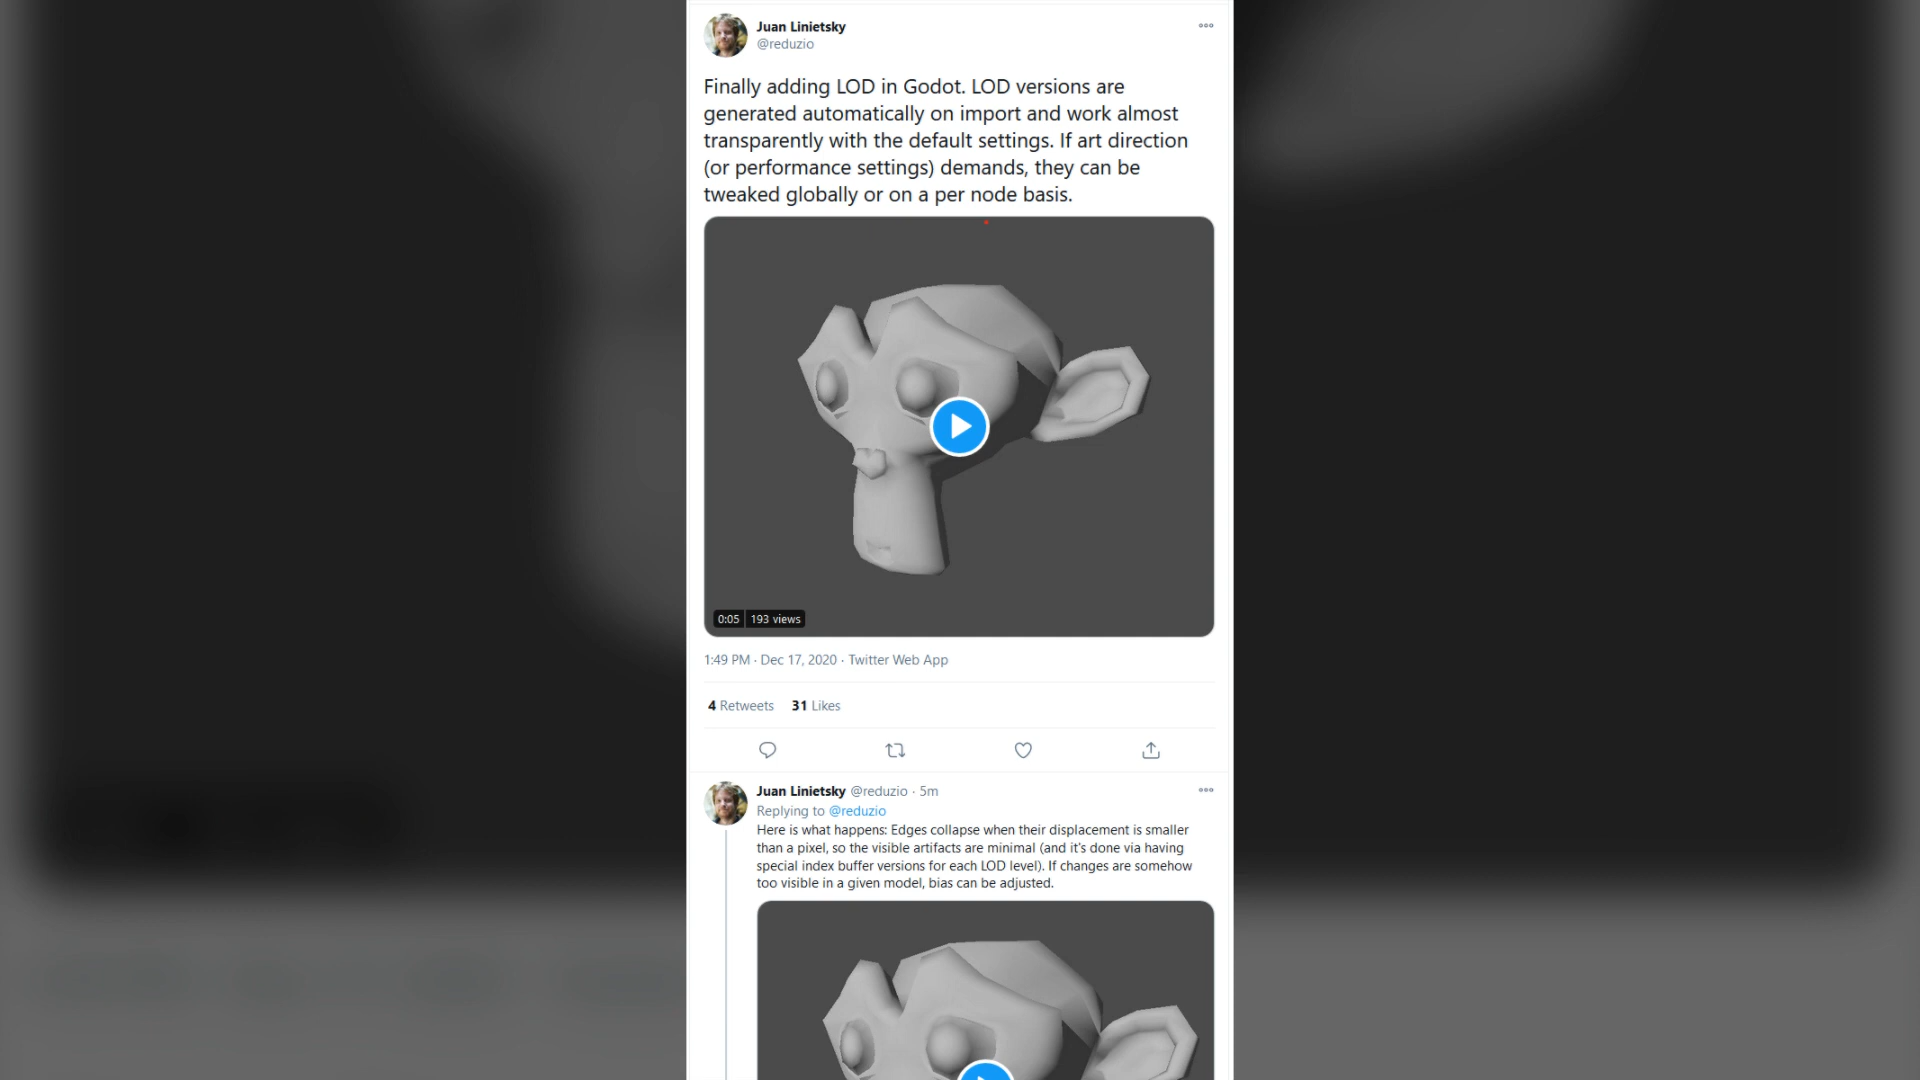 Juan Linietsky
@reduzio
Finally adding LOD in Godot. LOD versions are
generated automatically on import and work almost
transparently with the default settings. If art direction
(or performance settings) demands, they can be
tweaked globally or on a per node basis.
0:05 193 views
1:49 PM · Dec 17, 2020 · Twitter Web App
4 Retweets 31 Likes
Juan Linietsky @reduzio · 5m
Replying to @reduzio
Here is what happens: Edges collapse when their displacement is smaller
than a pixel, so the visible artifacts are minimal (and it's done via having
special index buffer versions for each LOD level). If changes are somehow
too visible in a given model, bias can be adjusted.